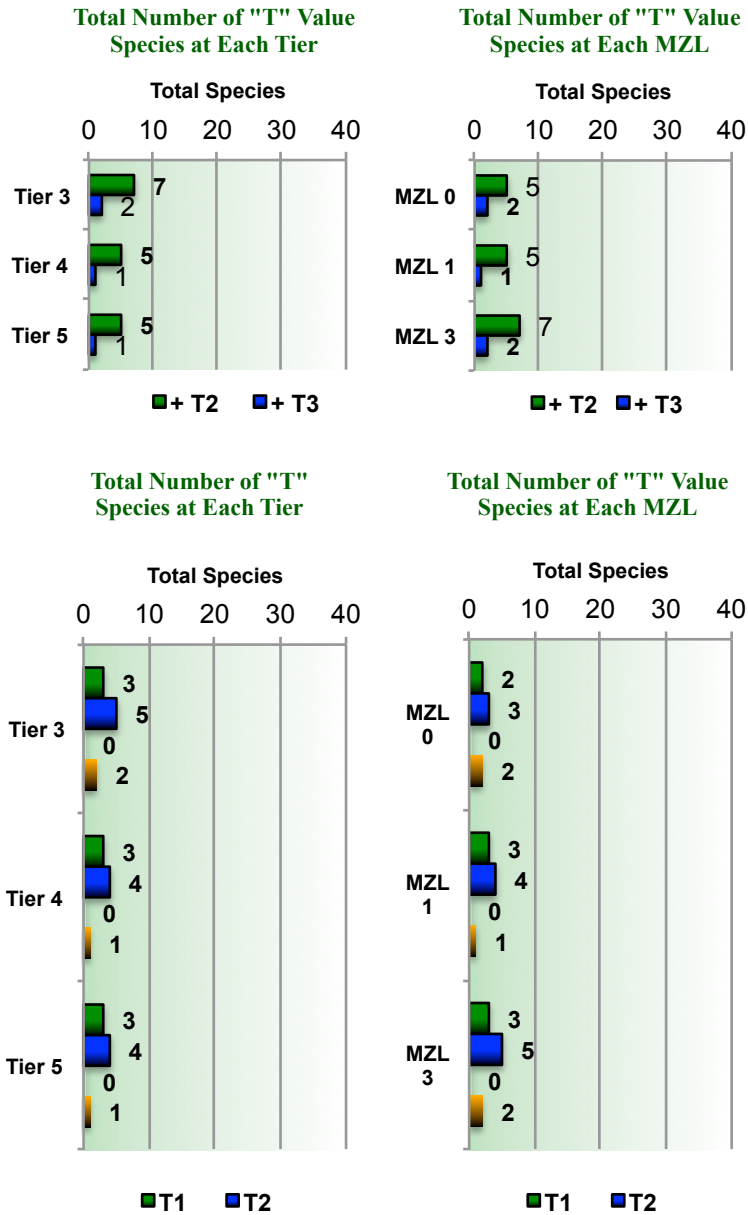 Total Number of "T" Value
Species at Each Tier
Total Species
0 10 20 30 40
Tier 3
7
2
Tier 4
5
1
Tier 5
5
1
+ T2 + T3
Total Number of "T" Value
Species at Each MZL
Total Species
0 10 20 30 40
MZL 0
5
2
MZL 1
5
1
MZL 3
7
2
+ T2 + T3
Total Number of "T"
Species at Each Tier
Total Species
0 10 20 30 40
Tier 3
3
5
0
2
Tier 4
3
4
0
1
Tier 5
3
4
0
1
T1 T2
Total Number of "T" Value
Species at Each MZL
Total Species
0 10 20 30 40
MZL
0
2
3
0
2
MZL
1
3
4
0
1
MZL
3
3
5
0
2
T1 T2